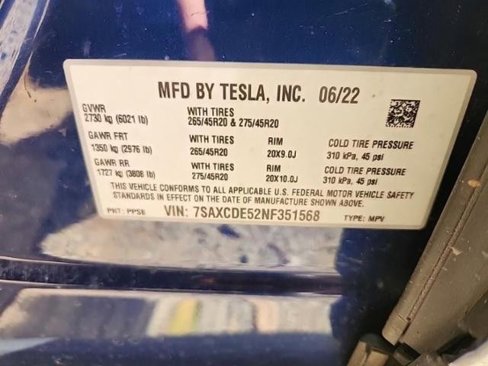 MFD BY TESLA, INC. 06/22
GVWR
2730 kg (6021 lb)
WITH TIRES
265/45R20 & 275/45R20
GAWR FRT
1350 kg (2976 lb)
WITH TIRES
265/45R20
RIM
20X9.0J
COLD TIRE PRESSURE
310 kPa, 45 psi
GAWR RR
1727 kg (3808 lb)
WITH TIRES
275/45R20
RIM
20X10.0J
COLD TIRE PRESSURE
310 kPa, 45 psi
THIS VEHICLE CONFORMS TO ALL APPLICABLE U.S. FEDERAL MOTOR VEHICLE SAFETY
STANDARDS IN EFFECT ON THE DATE OF MANUFACTURE SHOWN ABOVE.
PNT: PPSB VIN: 7SAXCDE52NF351568 TYPE: MPV